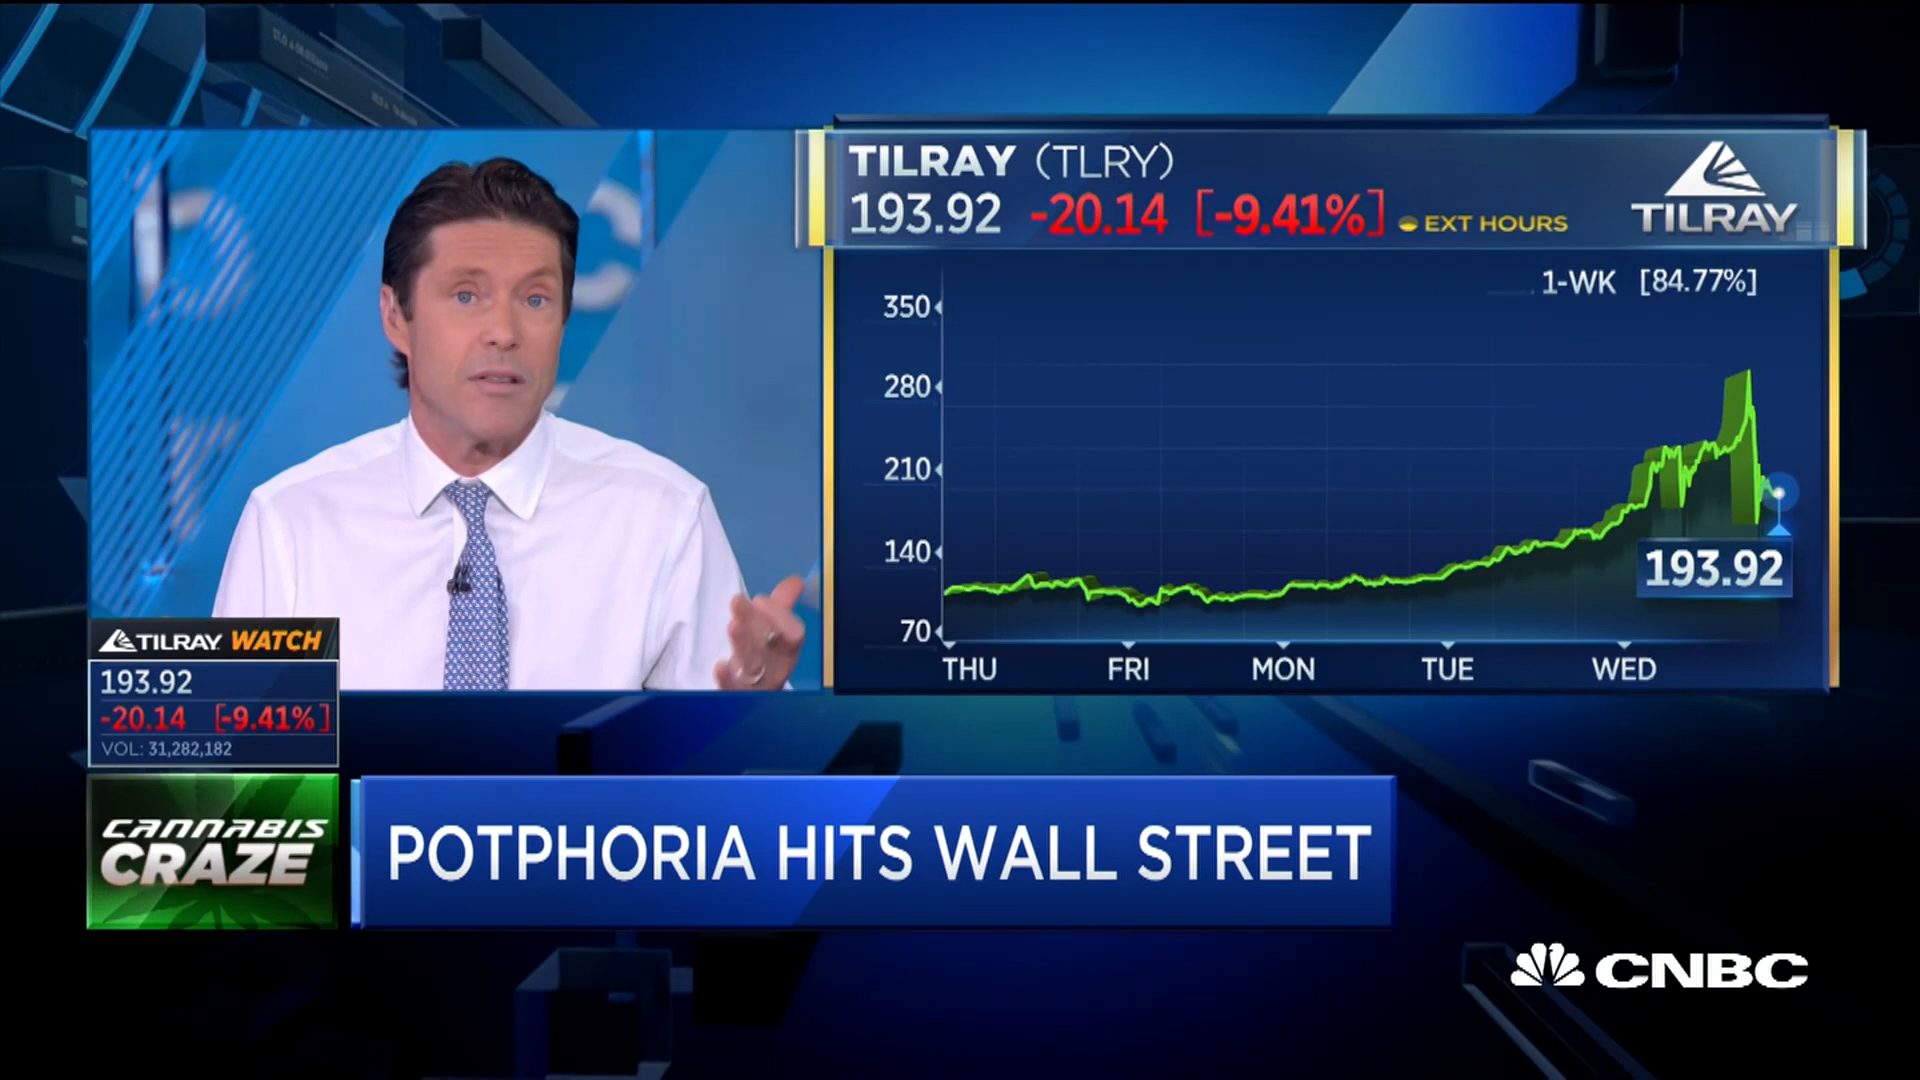 TILRAY (TLRY)
193.92 -20.14 [-9.41%] EXT HOURS
TILRAY
1-WK [84.77%]
350
280
210
140
70
193.92
THU FRI MON TUE WED
TILRAY WATCH
193.92
-20.14 [-9.41%]
VOL: 31,282,182
CANNABIS
CRAZE
POTPHORIA HITS WALL STREET
CNBC